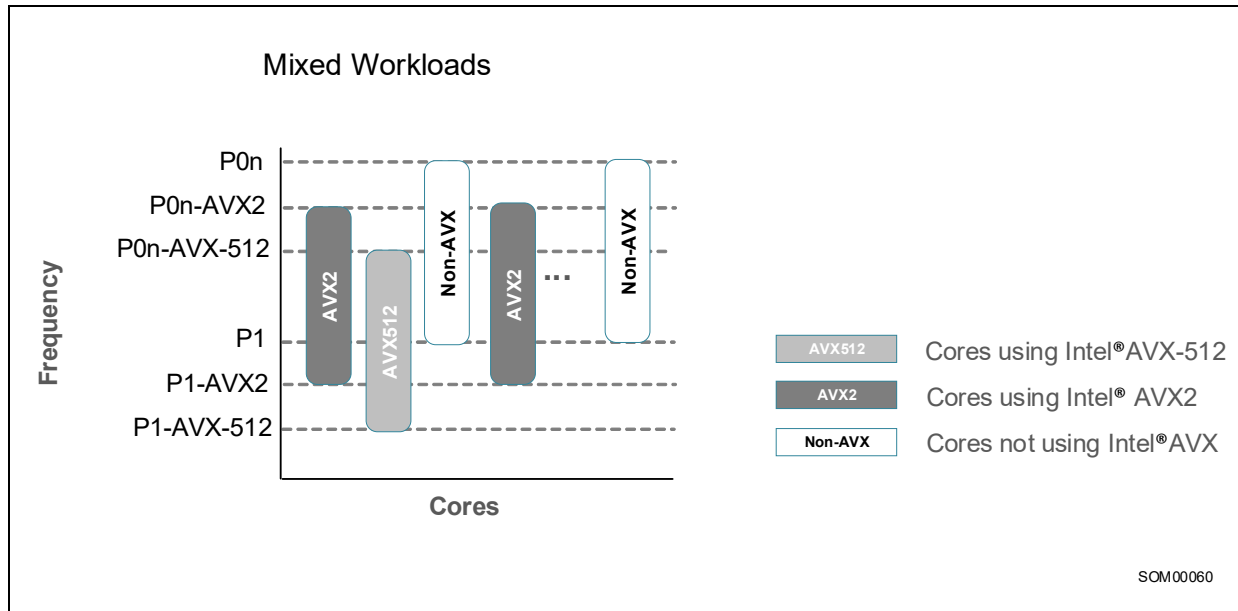 Mixed Workloads
P0n
P0n-AVX2
P0n-AVX-512
P1
P1-AVX2
P1-AVX-512
Frequency
AVX2
AVX512
Non-AVX
AVX2
...
Non-AVX
Cores
AVX512 Cores using Intel®AVX-512
AVX2 Cores using Intel® AVX2
Non-AVX Cores not using Intel®AVX
SOM00060